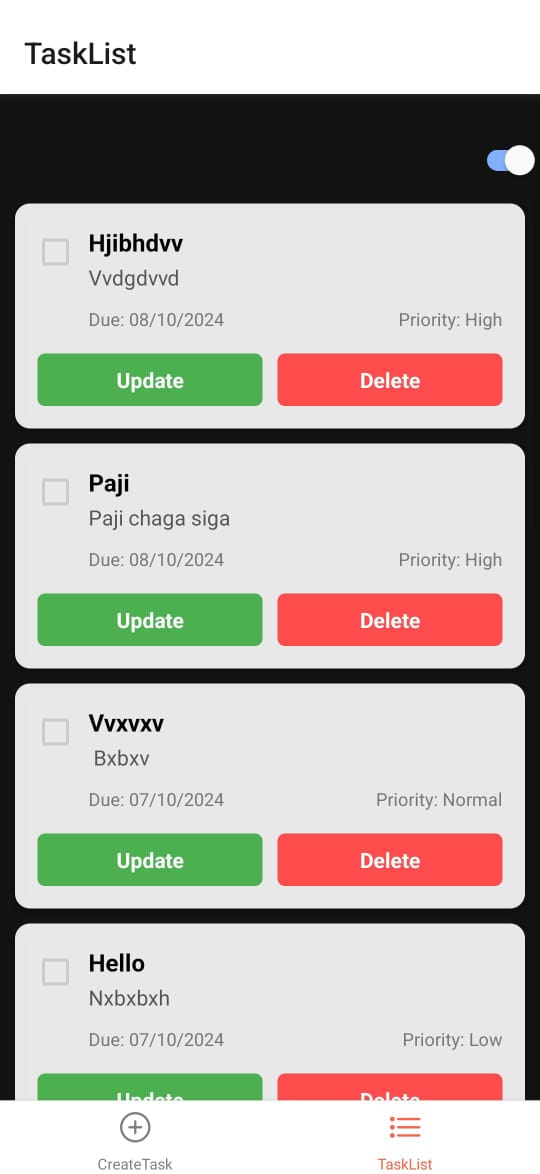 TaskList
Hjibhdvv
Vvdgdvvd
Due: 08/10/2024 Priority: High
Update Delete
Paji
Paji chaga siga
Due: 08/10/2024 Priority: High
Update Delete
Vvxvxv
Bxbxv
Due: 07/10/2024 Priority: Normal
Update Delete
Hello
Nxbxbxh
Due: 07/10/2024 Priority: Low
Update Delete
CreateTask TaskList